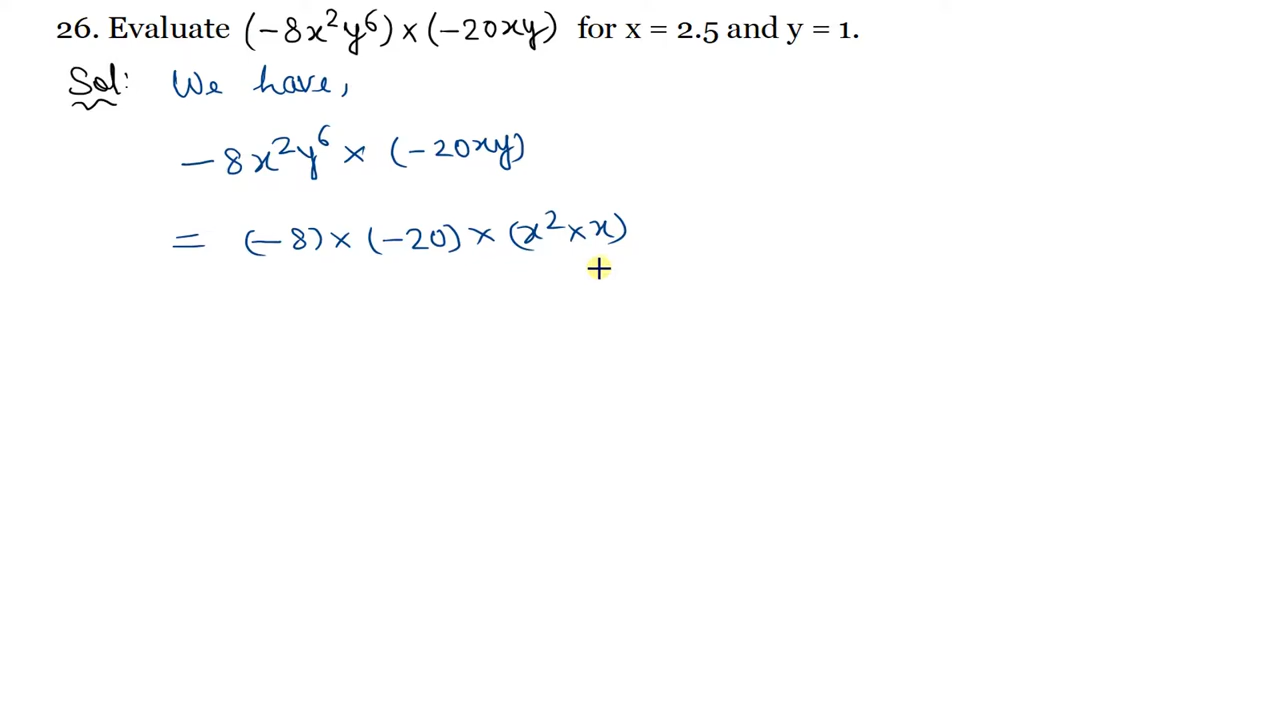 26. Evaluate (−8x²y⁶)×(−20xy) for x = 2.5 and y = 1.
Sol: We have,
−8x²y⁶ × (−20xy)
= (−8) × (−20) × (x² × x)